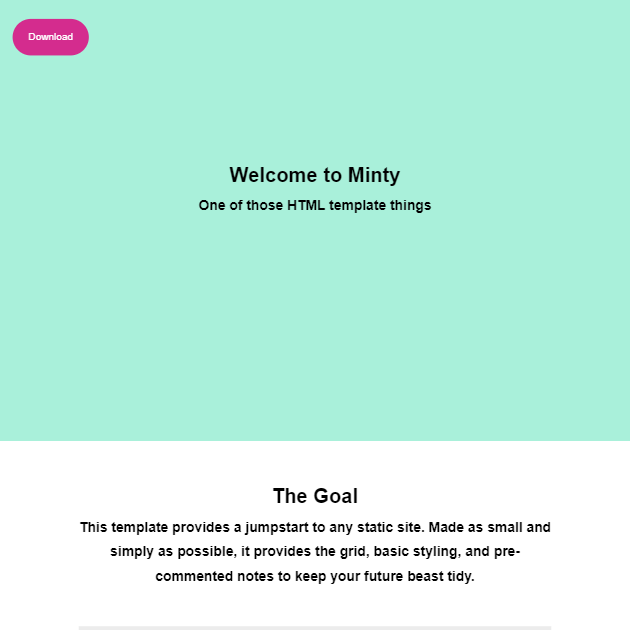 Download
Welcome to Minty
One of those HTML template things
The Goal
This template provides a jumpstart to any static site. Made as small and
simply as possible, it provides the grid, basic styling, and pre-
commented notes to keep your future beast tidy.